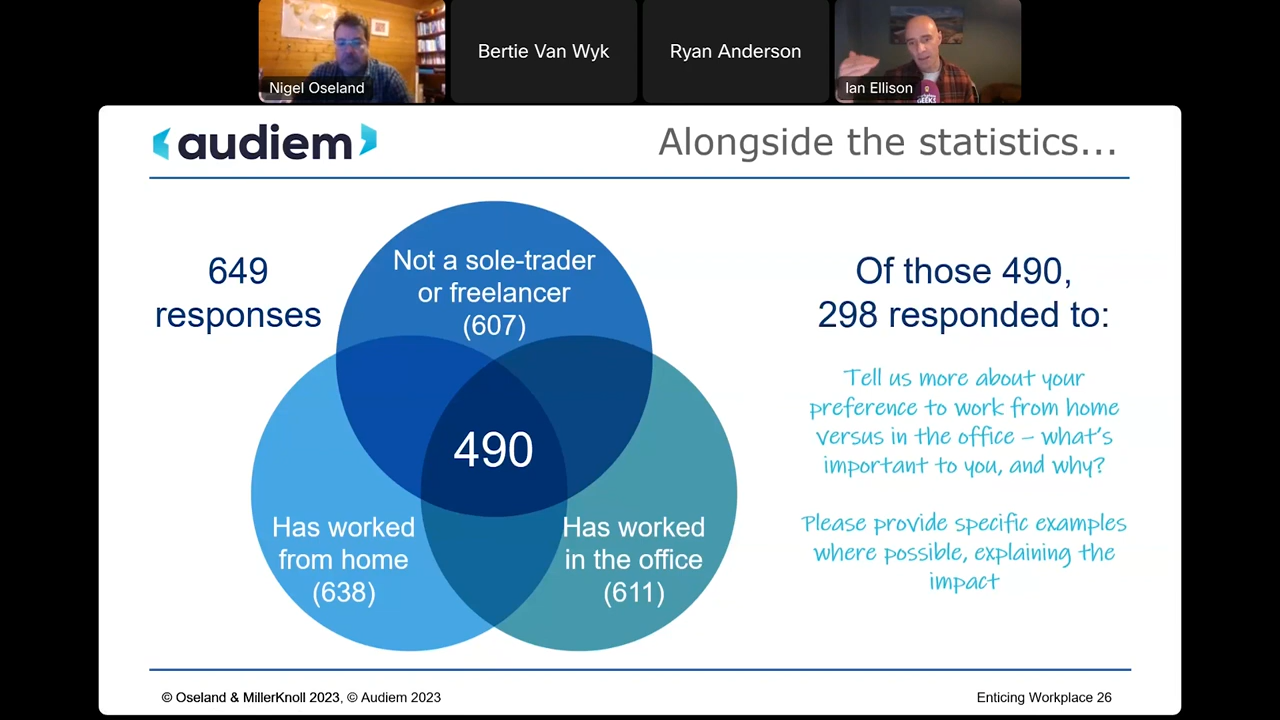 Nigel Oseland
Bertie Van Wyk
Ryan Anderson
Ian Ellison
audiem
Alongside the statistics...
649
responses
Not a sole-trader
or freelancer
(607)
490
Has worked
from home
(638)
Has worked
in the office
(611)
Of those 490,
298 responded to:
Tell us more about your
preference to work from home
versus in the office – what's
important to you, and why?
Please provide specific examples
where possible, explaining the
impact
© Oseland & MillerKnoll 2023, © Audiem 2023
Enticing Workplace 26